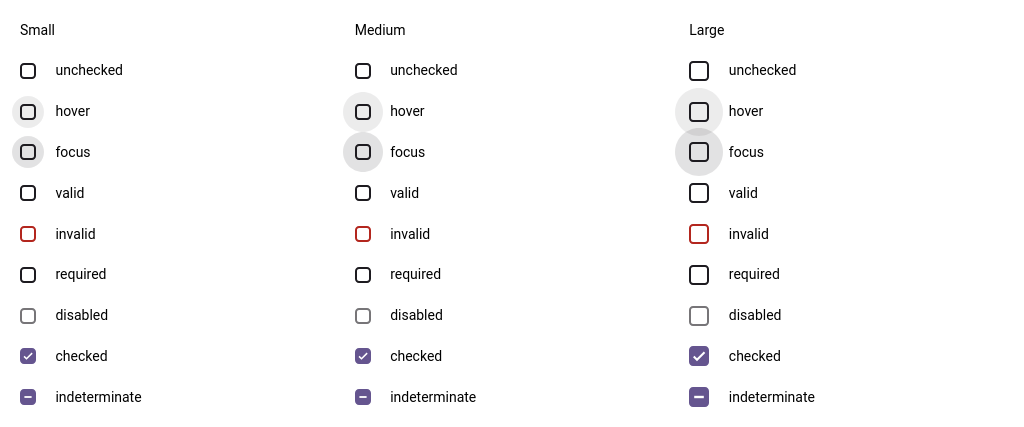 Small
unchecked
hover
focus
valid
invalid
required
disabled
checked
indeterminate
Medium
unchecked
hover
focus
valid
invalid
required
disabled
checked
indeterminate
Large
unchecked
hover
focus
valid
invalid
required
disabled
checked
indeterminate